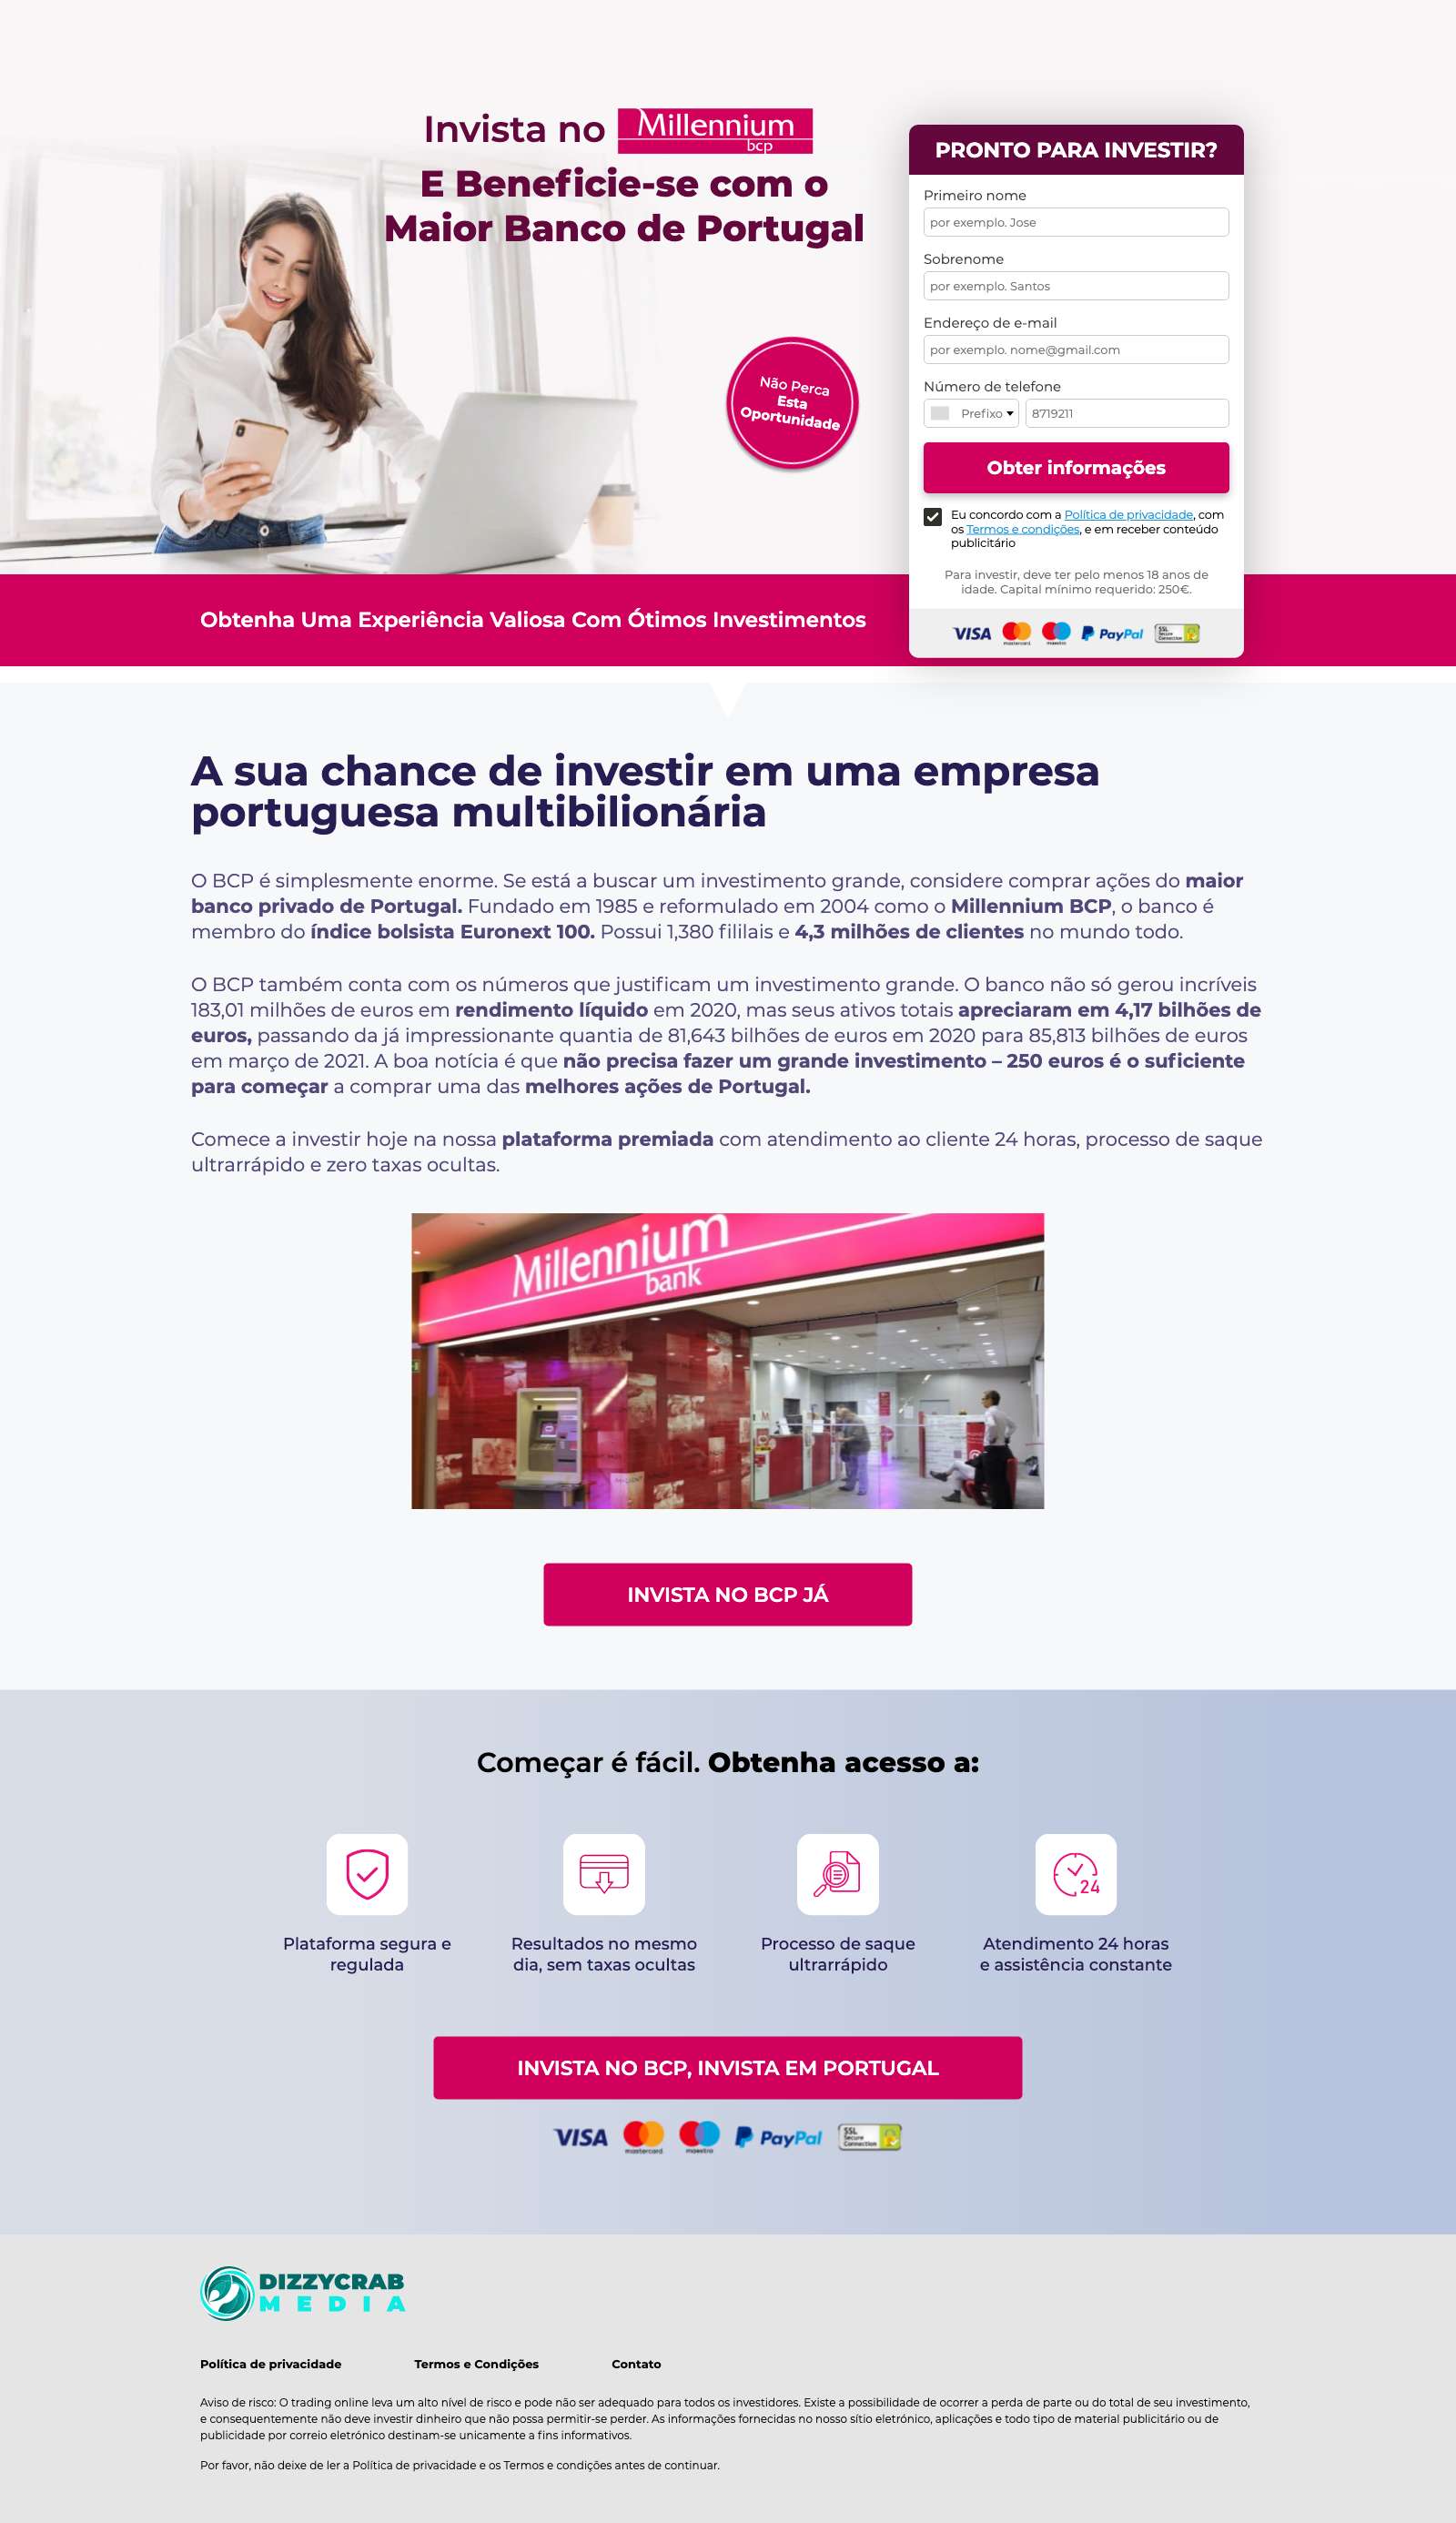 Invista no Millennium
bcp
E Beneficie-se com o
Maior Banco de Portugal
Não Perca
Esta
Oportunidade
PRONTO PARA INVESTIR?
Primeiro nome
por exemplo. Jose
Sobrenome
por exemplo. Santos
Endereço de e-mail
por exemplo. nome@gmail.com
Número de telefone
Prefixo 8719211
Obter informações
Eu concordo com a Política de privacidade, com
os Termos e condições, e em receber conteúdo
publicitário
Para investir, deve ter pelo menos 18 anos de
idade. Capital mínimo requerido: 250€.
VISA mastercard maestro PayPal SSL Secure Connection
Obtenha Uma Experiência Valiosa Com Ótimos Investimentos
A sua chance de investir em uma empresa
portuguesa multibilionária
O BCP é simplesmente enorme. Se está a buscar um investimento grande, considere comprar ações do maior
banco privado de Portugal. Fundado em 1985 e reformulado em 2004 como o Millennium BCP, o banco é
membro do índice bolsista Euronext 100. Possui 1,380 fililais e 4,3 milhões de clientes no mundo todo.
O BCP também conta com os números que justificam um investimento grande. O banco não só gerou incríveis
183,01 milhões de euros em rendimento líquido em 2020, mas seus ativos totais apreciaram em 4,17 bilhões de
euros, passando da já impressionante quantia de 81,643 bilhões de euros em 2020 para 85,813 bilhões de euros
em março de 2021. A boa notícia é que não precisa fazer um grande investimento – 250 euros é o suficiente
para começar a comprar uma das melhores ações de Portugal.
Comece a investir hoje na nossa plataforma premiada com atendimento ao cliente 24 horas, processo de saque
ultrarrápido e zero taxas ocultas.
Millennium
bank
INVISTA NO BCP JÁ
Começar é fácil. Obtenha acesso a:
24
Plataforma segura e
regulada
Resultados no mesmo
dia, sem taxas ocultas
Processo de saque
ultrarrápido
Atendimento 24 horas
e assistência constante
INVISTA NO BCP, INVISTA EM PORTUGAL
VISA mastercard maestro PayPal SSL Secure Connection
DIZZYCRAB
MEDIA
Política de privacidade Termos e Condições Contato
Aviso de risco: O trading online leva um alto nível de risco e pode não ser adequado para todos os investidores. Existe a possibilidade de ocorrer a perda de parte ou do total de seu investimento,
e consequentemente não deve investir dinheiro que não possa permitir-se perder. As informações fornecidas no nosso sítio eletrónico, aplicações e todo tipo de material publicitário ou de
publicidade por correio eletrónico destinam-se unicamente a fins informativos.
Por favor, não deixe de ler a Política de privacidade e os Termos e condições antes de continuar.